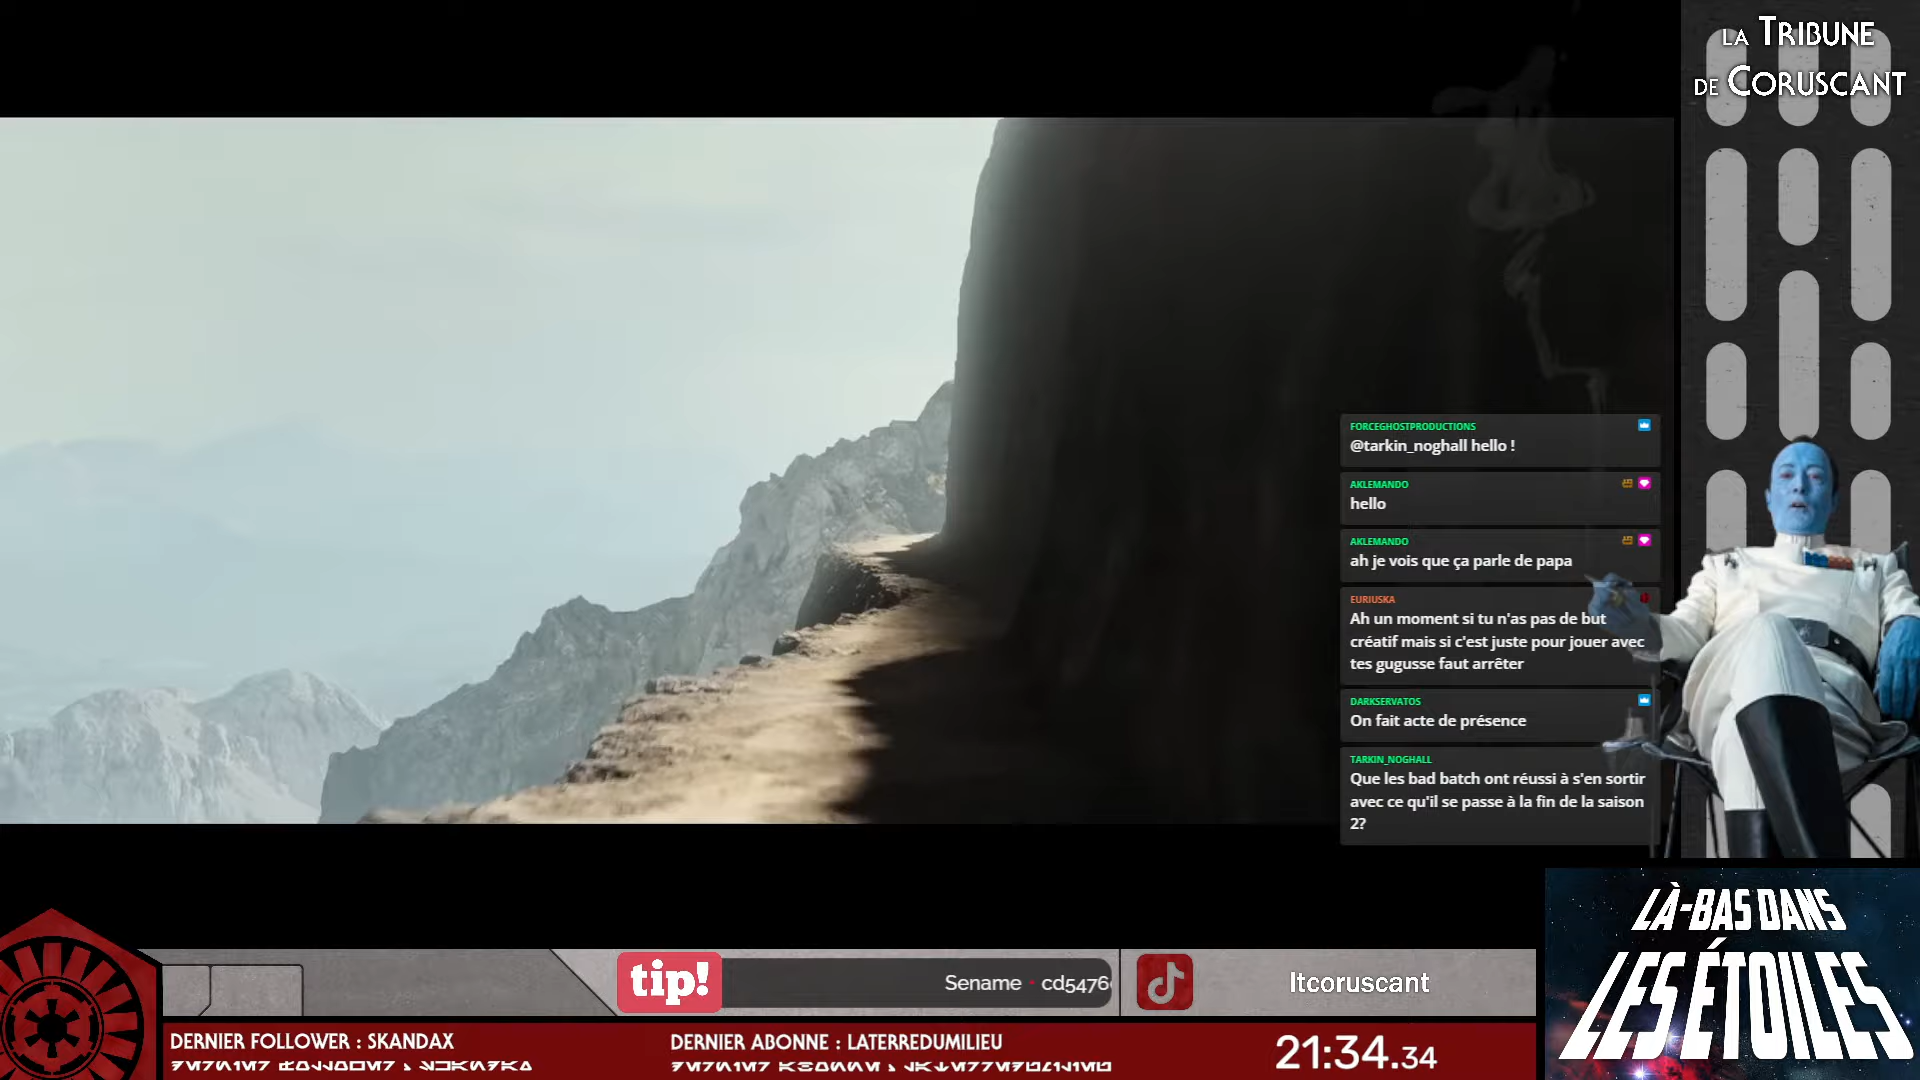 LA TRIBUNE
DE CORUSCANT
FORCEGHOSTPRODUCTIONS
@tarkin_noghall hello !
AKLEMANDO
hello
AKLEMANDO
ah je vois que ça parle de papa
EURIUSKA
Ah un moment si tu n'as pas de but
créatif mais si c'est juste pour jouer avec
tes gugusse faut arrêter
DARKSERVATOS
On fait acte de présence
TARKIN_NOGHALL
Que les bad batch ont réussi à s'en sortir
avec ce qu'il se passe à la fin de la saison
2?
LÀ-BAS DANS
LES ÉTOILES
tip!
Sename • cd5476
ltcoruscant
DERNIER FOLLOWER : SKANDAX
DERNIER ABONNE : LATERREDUMILIEU
21:34.34